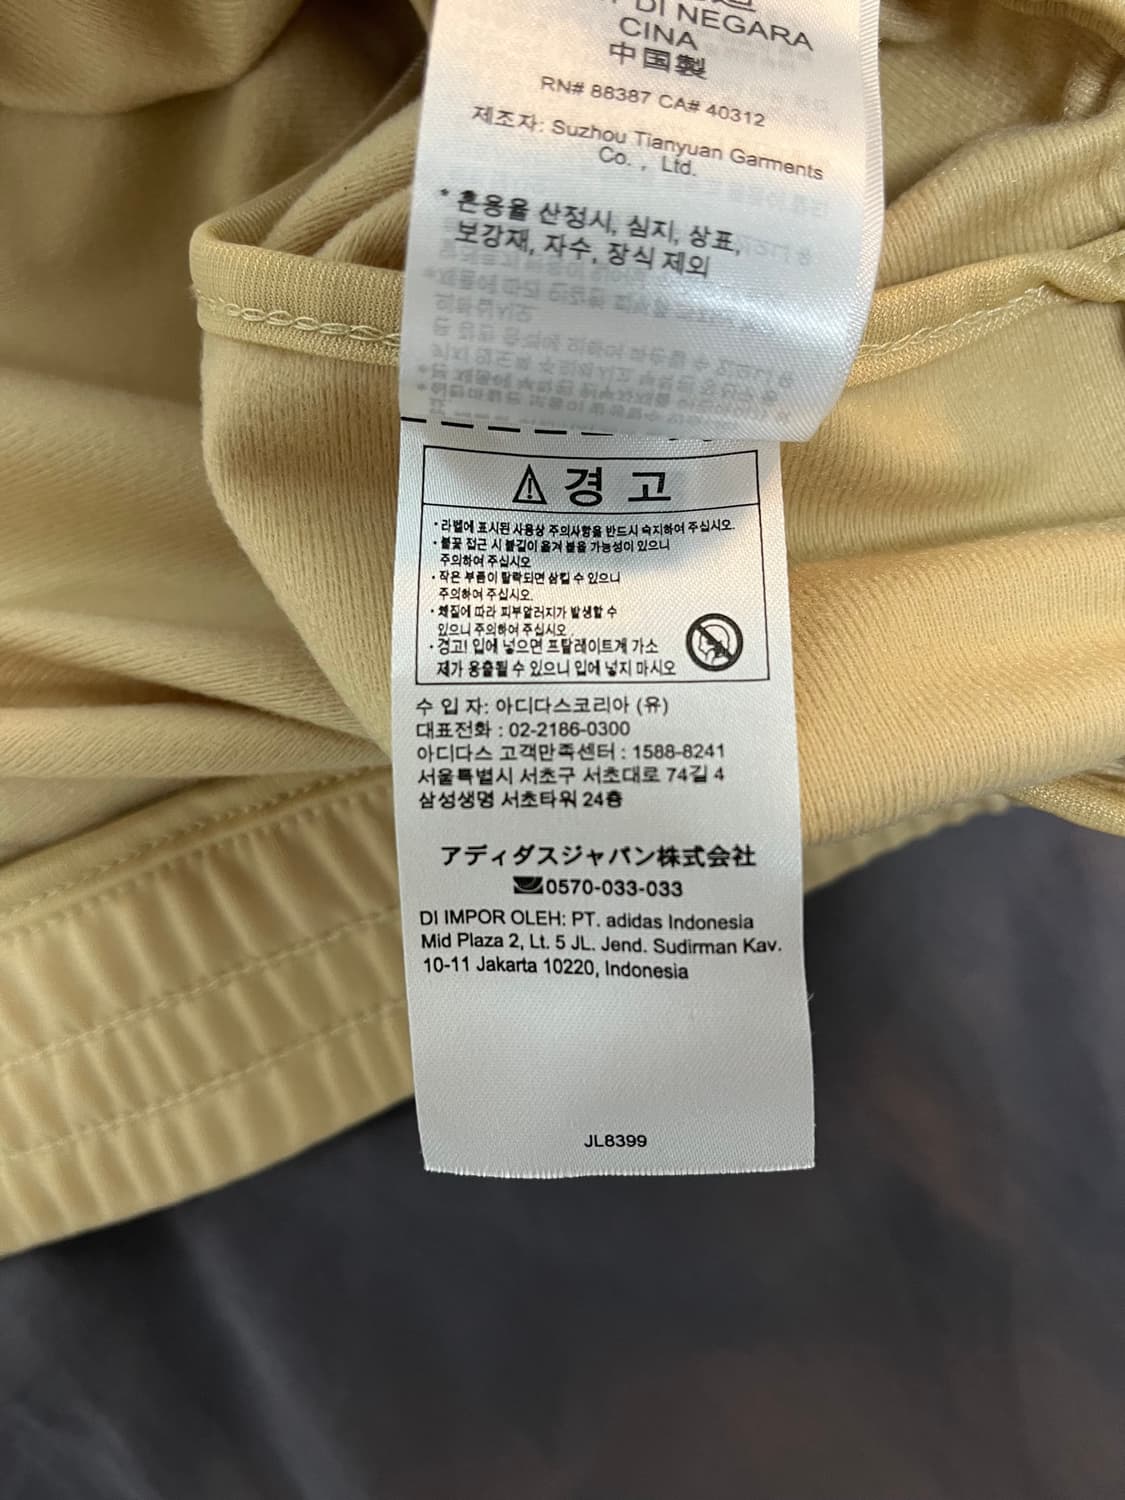 DI NEGARA
CINA
中国製
RN# 88387 CA# 40312
제조자: Suzhou Tianyuan Garments
Co. , Ltd.
* 혼용율 산정시, 심지, 상표,
보강재, 자수, 장식 제외
경 고
· 라벨에 표시된 사용상 주의사항을 반드시 숙지하여 주십시오.
· 불꽃 접근 시 불길이 옮겨 붙을 가능성이 있으니
주의하여 주십시오
· 작은 부품이 탈락되면 삼킬 수 있으니
주의하여 주십시오.
· 체질에 따라 피부알러지가 발생할 수
있으니 주의하여 주십시오.
· 경고! 입에 넣으면 프탈레이트계 가소
제가 용출될 수 있으니 입에 넣지 마시오
수 입 자: 아디다스코리아 (유)
대표전화 : 02-2186-0300
아디다스 고객만족센터 : 1588-8241
서울특별시 서초구 서초대로 74길 4
삼성생명 서초타워 24층
アディダスジャパン株式会社
0570-033-033
DI IMPOR OLEH: PT. adidas Indonesia
Mid Plaza 2, Lt. 5 JL. Jend. Sudirman Kav.
10-11 Jakarta 10220, Indonesia
JL8399